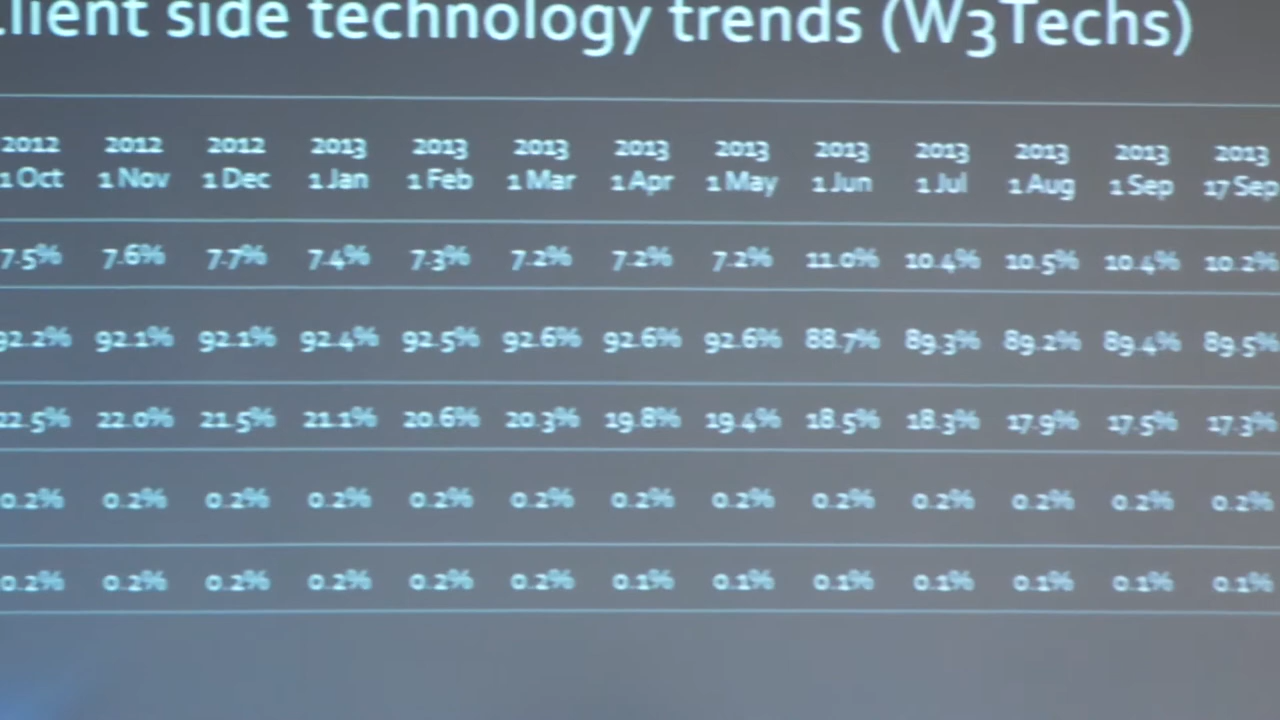 lient side technology trends (W3Techs)
2012 2012 2012 2013 2013 2013 2013 2013 2013 2013 2013 2013 2013
1 Oct 1 Nov 1 Dec 1 Jan 1 Feb 1 Mar 1 Apr 1 May 1 Jun 1 Jul 1 Aug 1 Sep 17 Sep
7.5% 7.6% 7.7% 7.4% 7.3% 7.2% 7.2% 7.2% 11.0% 10.4% 10.5% 10.4% 10.2%
92.2% 92.1% 92.1% 92.4% 92.5% 92.6% 92.6% 92.6% 88.7% 89.3% 89.2% 89.4% 89.5%
22.5% 22.0% 21.5% 21.1% 20.6% 20.3% 19.8% 19.4% 18.5% 18.3% 17.9% 17.5% 17.3%
0.2% 0.2% 0.2% 0.2% 0.2% 0.2% 0.2% 0.2% 0.2% 0.2% 0.2% 0.2% 0.2%
0.2% 0.2% 0.2% 0.2% 0.2% 0.2% 0.1% 0.1% 0.1% 0.1% 0.1% 0.1% 0.1%